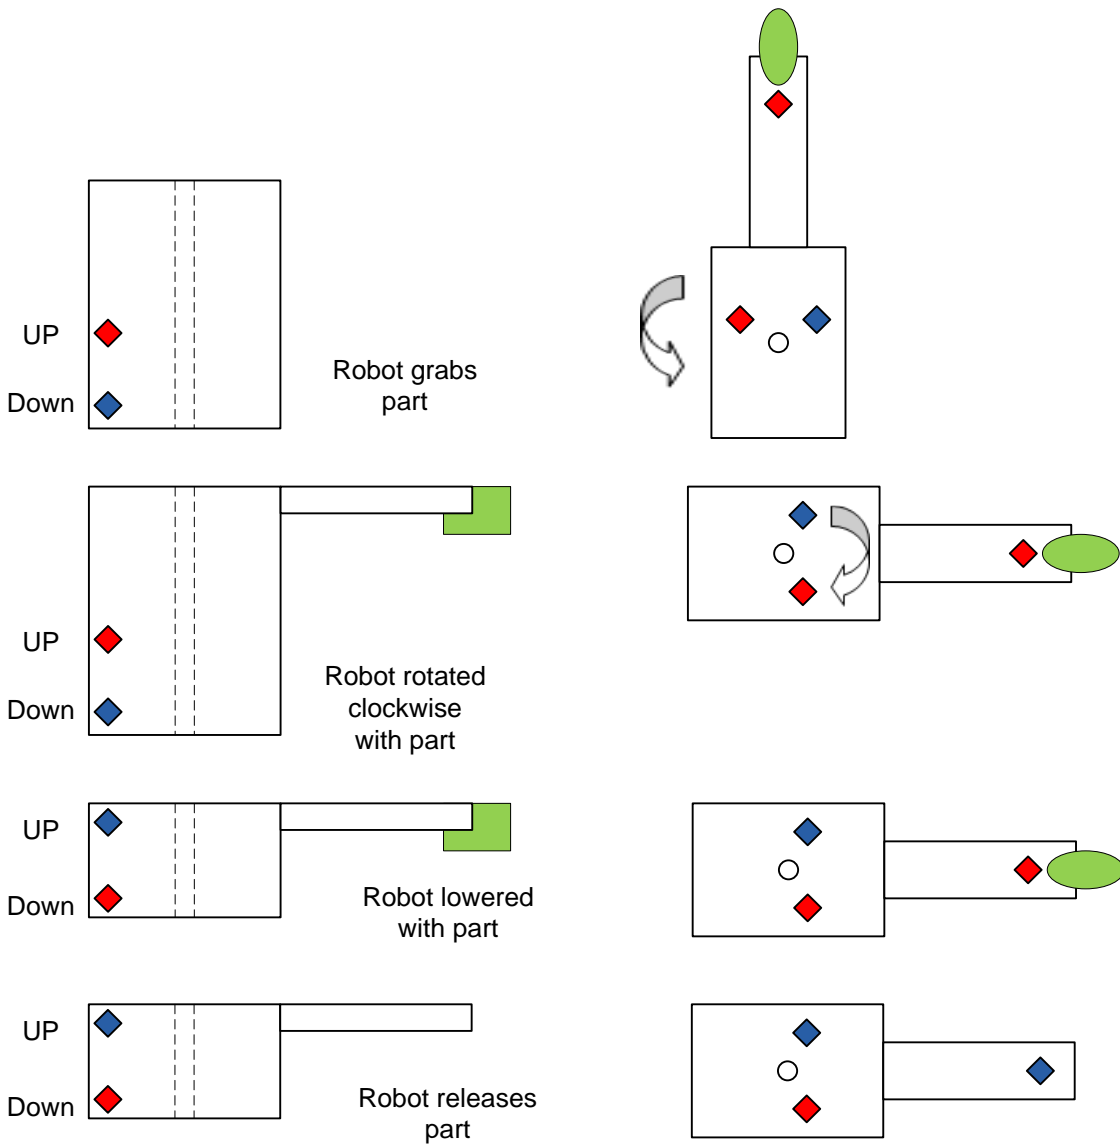 UP
Down
Robot grabs
part
UP
Down
Robot rotated
clockwise
with part
UP
Down
Robot lowered
with part
UP
Down
Robot releases
part